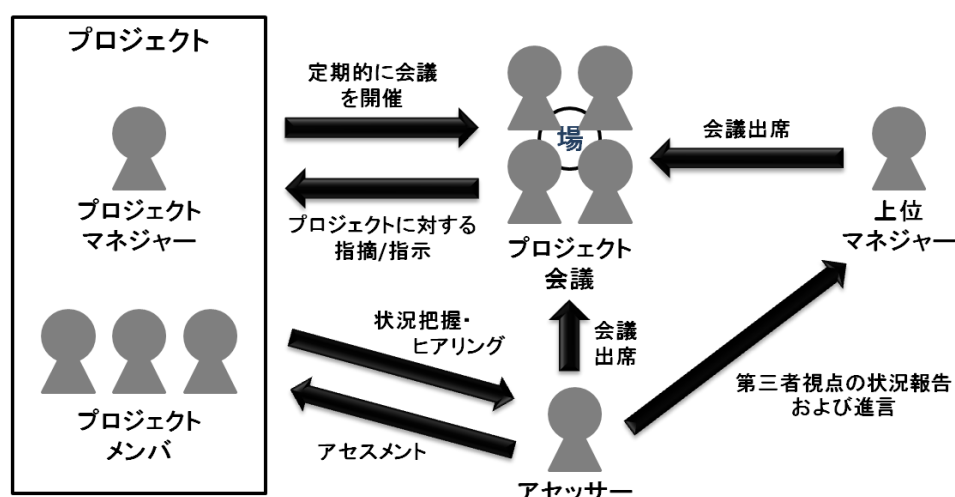 プロジェクト
プロジェクト
マネジャー
プロジェクト
メンバ
定期的に会議
を開催
プロジェクトに対する
指摘/指示
場
プロジェクト
会議
会議出席
上位
マネジャー
状況把握・
ヒアリング
アセスメント
会議
出席
第三者視点の状況報告
および進言
アセッサー